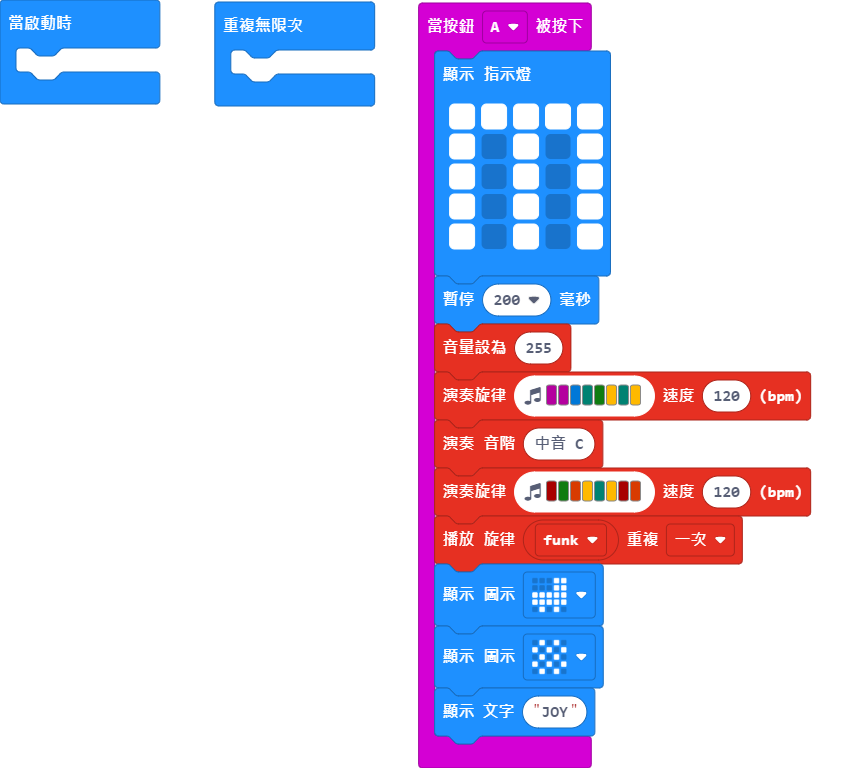 當啟動時
重複無限次
當按鈕 A 被按下
顯示 指示燈
暫停 200 毫秒
音量設為 255
演奏旋律 速度 120 (bpm)
演奏 音階 中音 C
演奏旋律 速度 120 (bpm)
播放 旋律 funk 重複 一次
顯示 圖示
顯示 圖示
顯示 文字 "JOY"